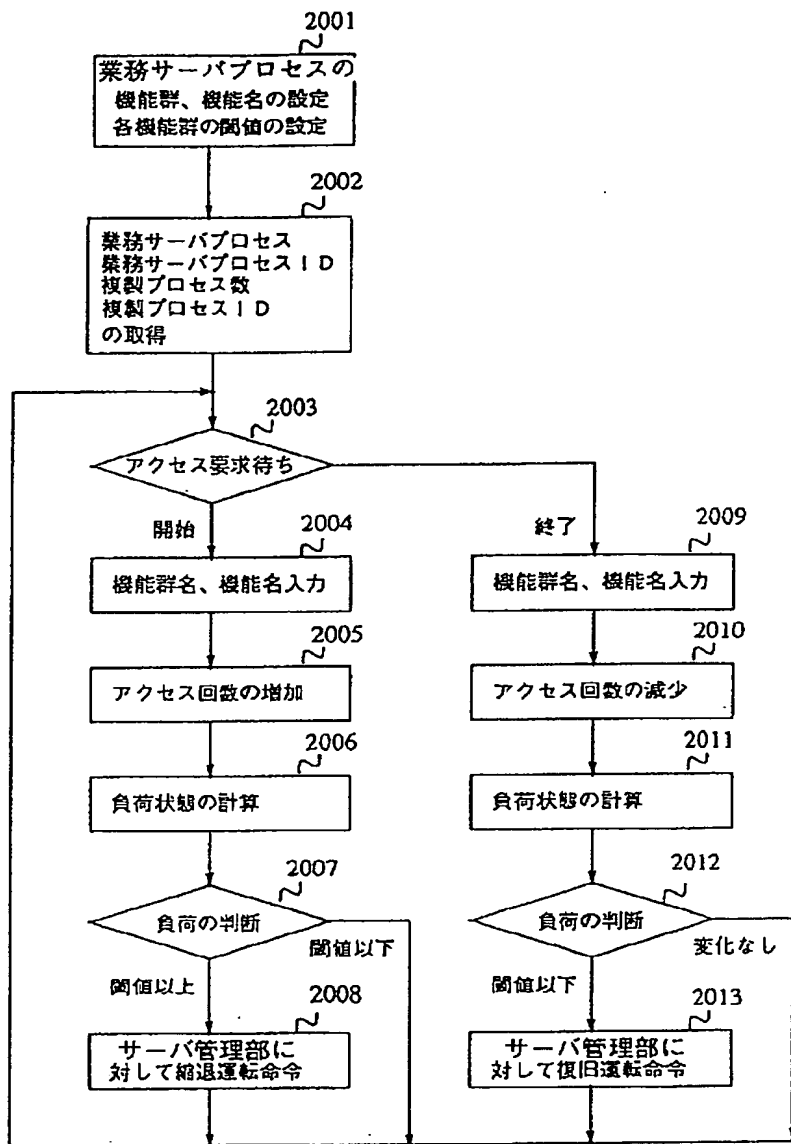 2001
業務サーバプロセスの
機能群、機能名の設定
各機能群の閾値の設定
2002
業務サーバプロセス
業務サーバプロセスID
複製プロセス数
複製プロセスID
の取得
2003
アクセス要求待ち
開始
2004
機能群名、機能名入力
2005
アクセス回数の増加
2006
負荷状態の計算
2007
負荷の判断
閾値以下
閾値以上
2008
サーバ管理部に
対して縮退運転命令
終了
2009
機能群名、機能名入力
2010
アクセス回数の減少
2011
負荷状態の計算
2012
負荷の判断
変化なし
閾値以下
2013
サーバ管理部に
対して復旧運転命令